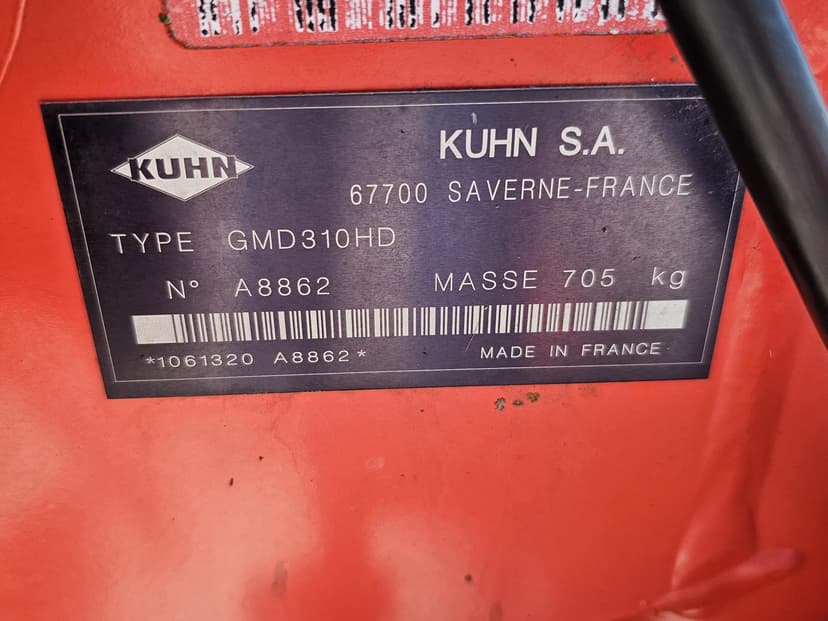 KUHN
KUHN S.A.
67700 SAVERNE-FRANCE
TYPE GMD310HD
N° A8862 MASSE 705 kg
*1061320 A8862*
MADE IN FRANCE